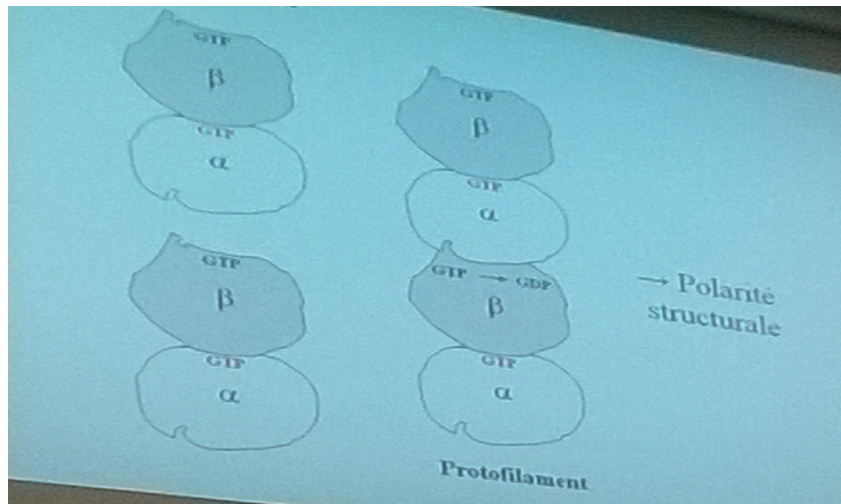 GTP
β
GTP
α
GTP
β
GTP
α
GTP
β
GTP
α
GTP → GDP
β
GTP
α
→ Polarité
structurale
Protofilament